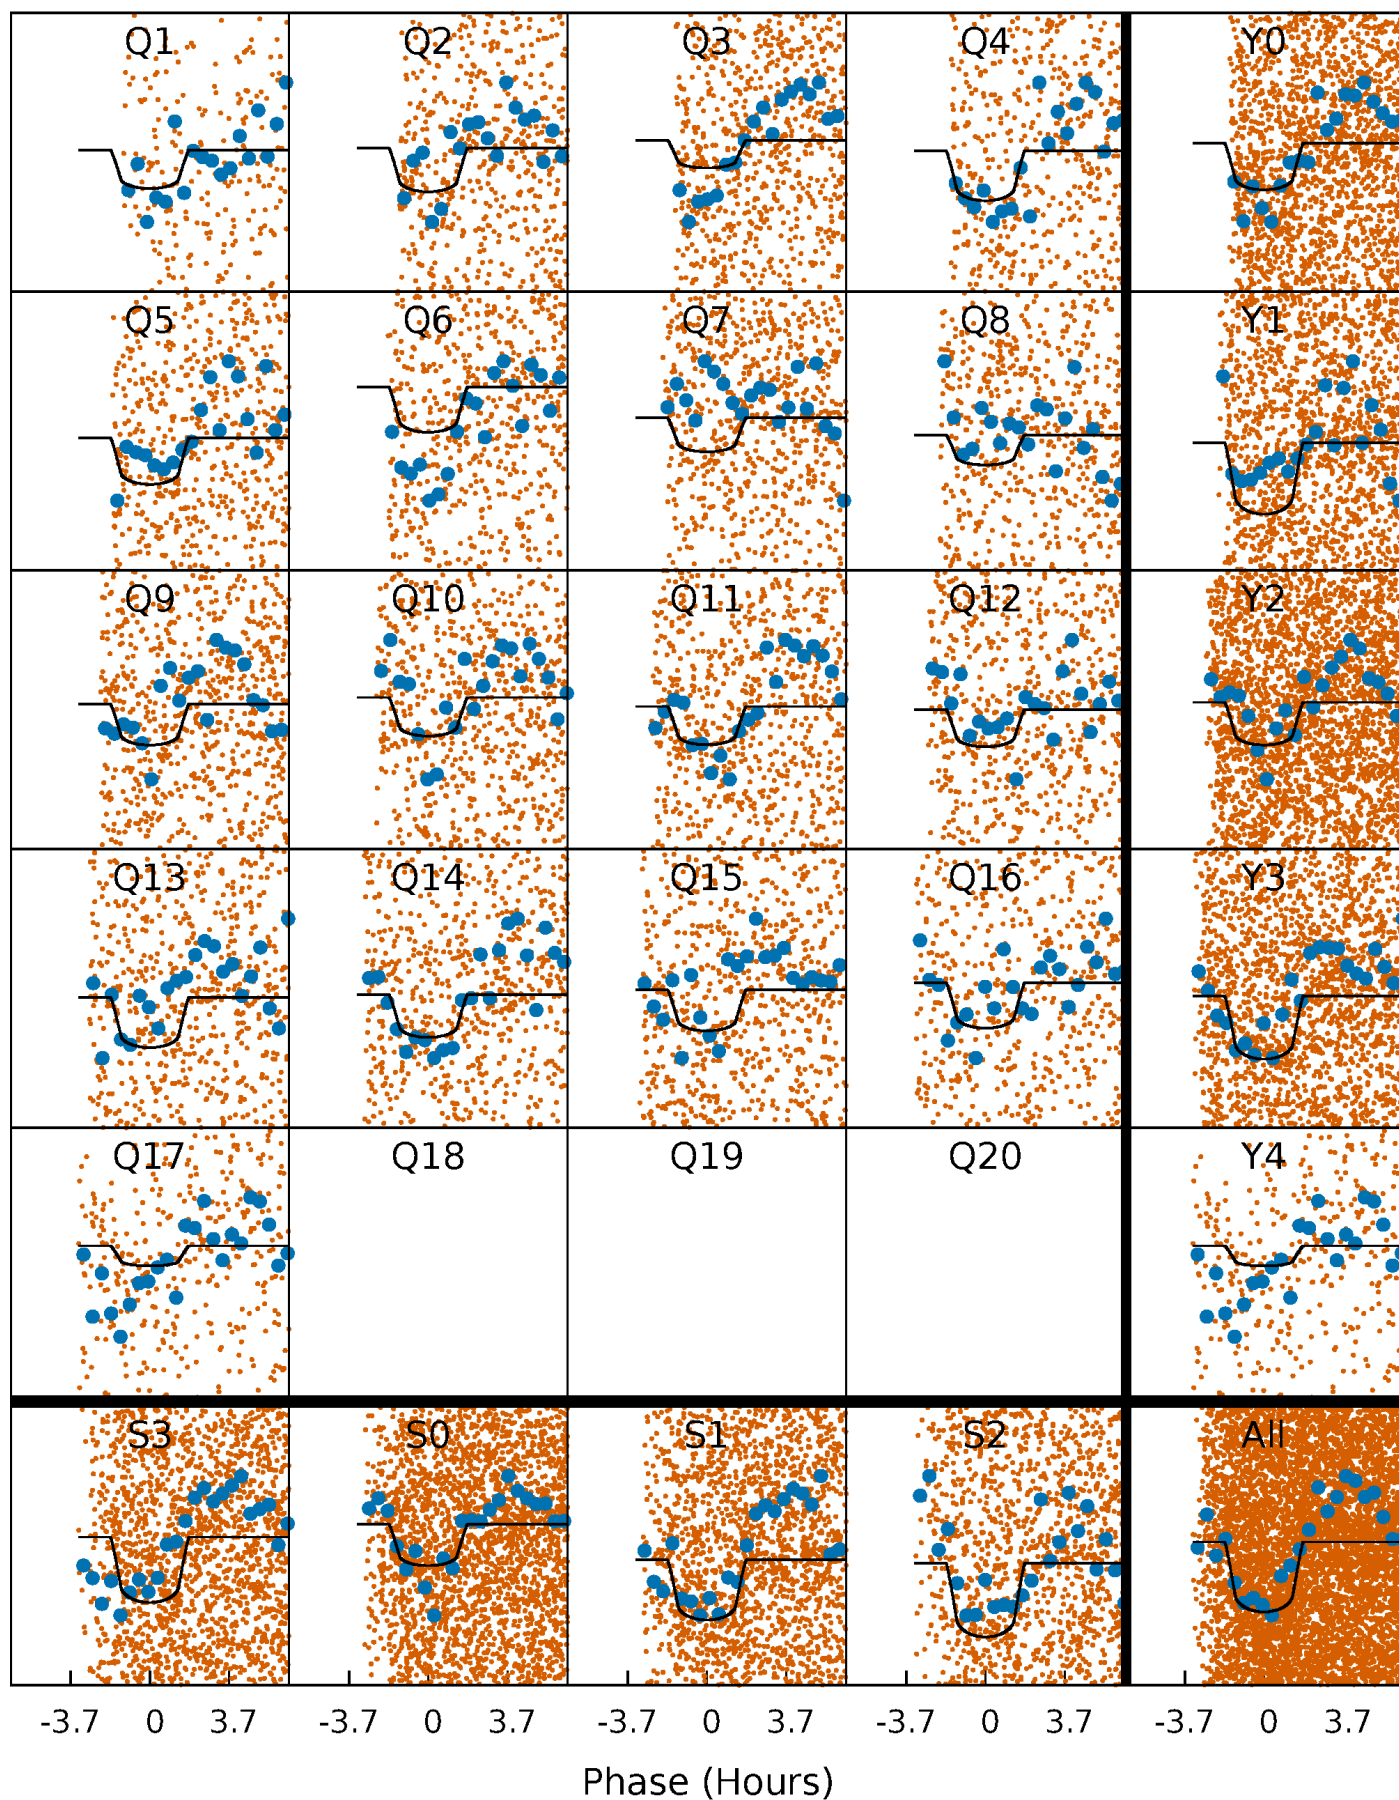 Q1 Q2 Q3 Q4 Y0
Q5 Q6 Q7 Q8 Y1
Q9 Q10 Q11 Q12 Y2
Q13 Q14 Q15 Q16 Y3
Q17 Q18 Q19 Q20 Y4
S3 S0 S1 S2 All
-3.7 0 3.7 -3.7 0 3.7 -3.7 0 3.7 -3.7 0 3.7 -3.7 0 3.7
Phase (Hours)